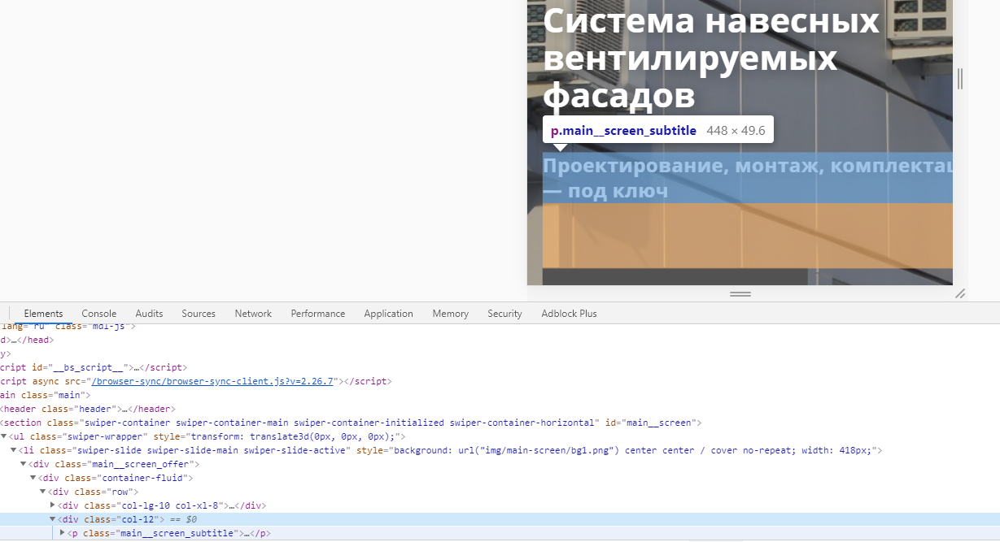 Система навесных
вентилируемых
фасадов
p.main__screen_subtitle 448 × 49.6
Проектирование, монтаж, комплектац
— под ключ
Elements Console Audits Sources Network Performance Application Memory Security Adblock Plus
lang="ru" class="mdl-js">
d>…</head>
y>
cript id="__bs_script__">…</script>
cript async src="/browser-sync/browser-sync-client.js?v=2.26.7"></script>
ain class="main">
<header class="header">…</header>
<section class="swiper-container swiper-container-main swiper-container-initialized swiper-container-horizontal" id="main__screen">
▼<ul class="swiper-wrapper" style="transform: translate3d(0px, 0px, 0px);">
▼<li class="swiper-slide swiper-slide-main swiper-slide-active" style="background: url("img/main-screen/bg1.png") center center / cover no-repeat; width: 418px;">
▼<div class="main__screen_offer">
▼<div class="container-fluid">
▼<div class="row">
▶<div class="col-lg-10 col-xl-8">…</div>
▼<div class="col-12"> == $0
▶<p class="main__screen_subtitle">…</p>